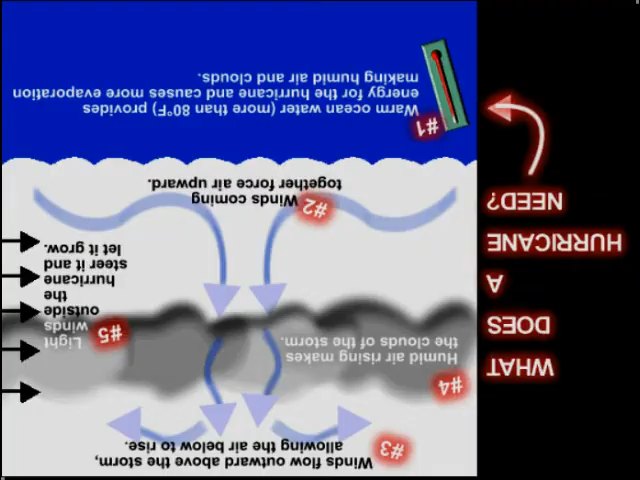 WHAT
DOES
A
HURRICANE
NEED?
#3
Winds flow outward above the storm,
allowing the air below to rise.
#4
Humid air rising makes
the clouds of the storm.
#5
Light
winds
outside
the
hurricane
steer it and
let it grow.
#2
Winds coming
together force air upward.
#1
Warm ocean water (more than 80°F) provides
energy for the hurricane and causes more evaporation
making humid air and clouds.